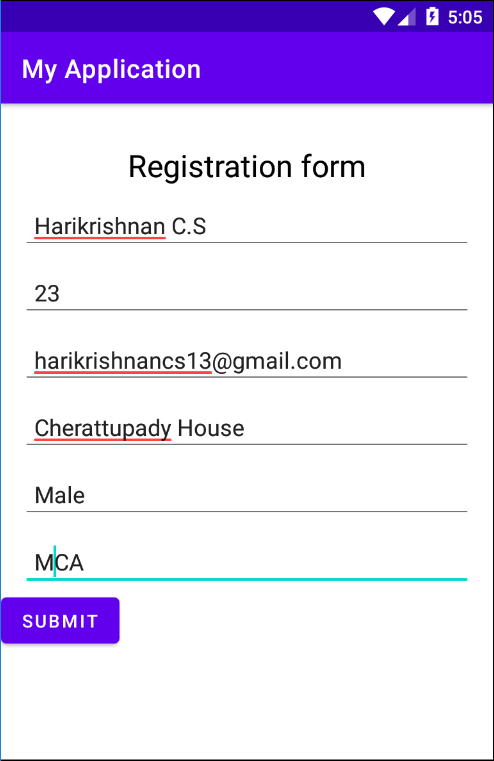 5:05
My Application
Registration form
Harikrishnan C.S
23
harikrishnancs13@gmail.com
Cherattupady House
Male
MCA
SUBMIT